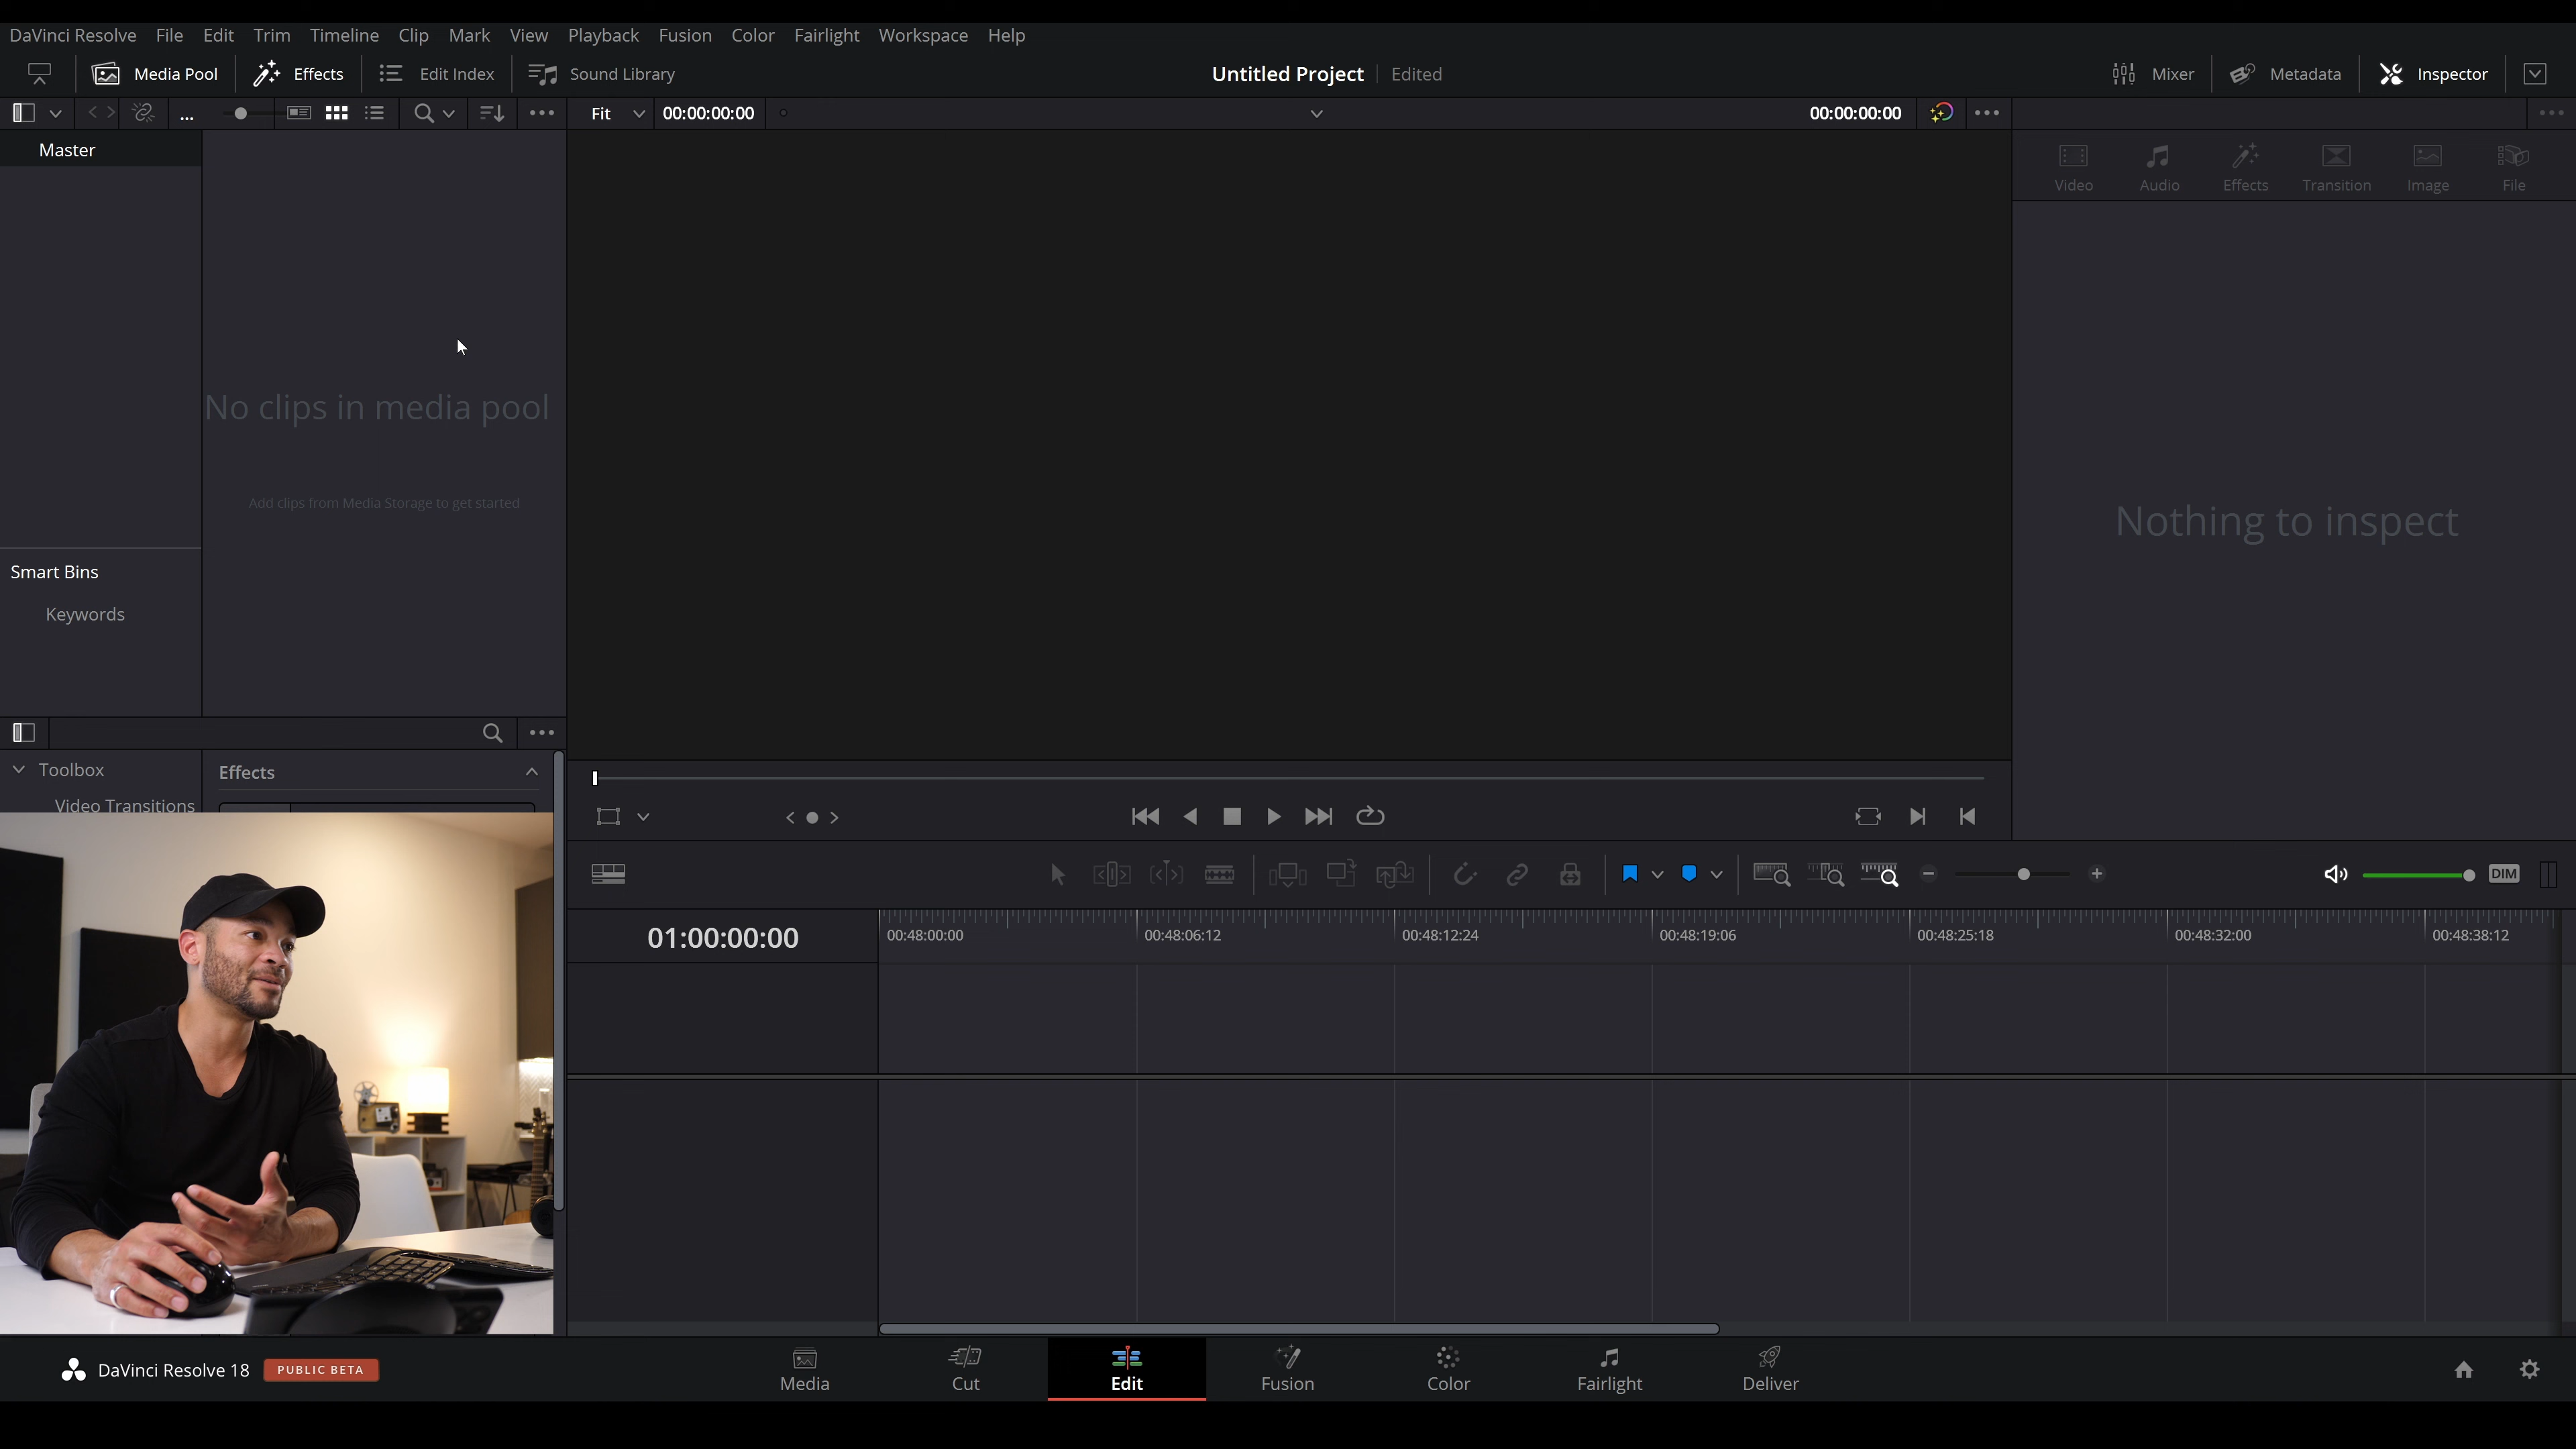 DaVinci Resolve File Edit Trim Timeline Clip Mark View Playback Fusion Color Fairlight Workspace Help
Media Pool Effects Edit Index Sound Library Untitled Project Edited Mixer Metadata Inspector
... Fit 00:00:00:00 00:00:00:00
Master
Video Audio Effects Transition Image File
No clips in media pool
Add clips from Media Storage to get started
Nothing to inspect
Smart Bins
Keywords
Toolbox Effects
Video Transitions
DIM
01:00:00:00 00:48:00:00 00:48:06:12 00:48:12:24 00:48:19:06 00:48:25:18 00:48:32:00 00:48:38:12
DaVinci Resolve 18 PUBLIC BETA
Media Cut Edit Fusion Color Fairlight Deliver